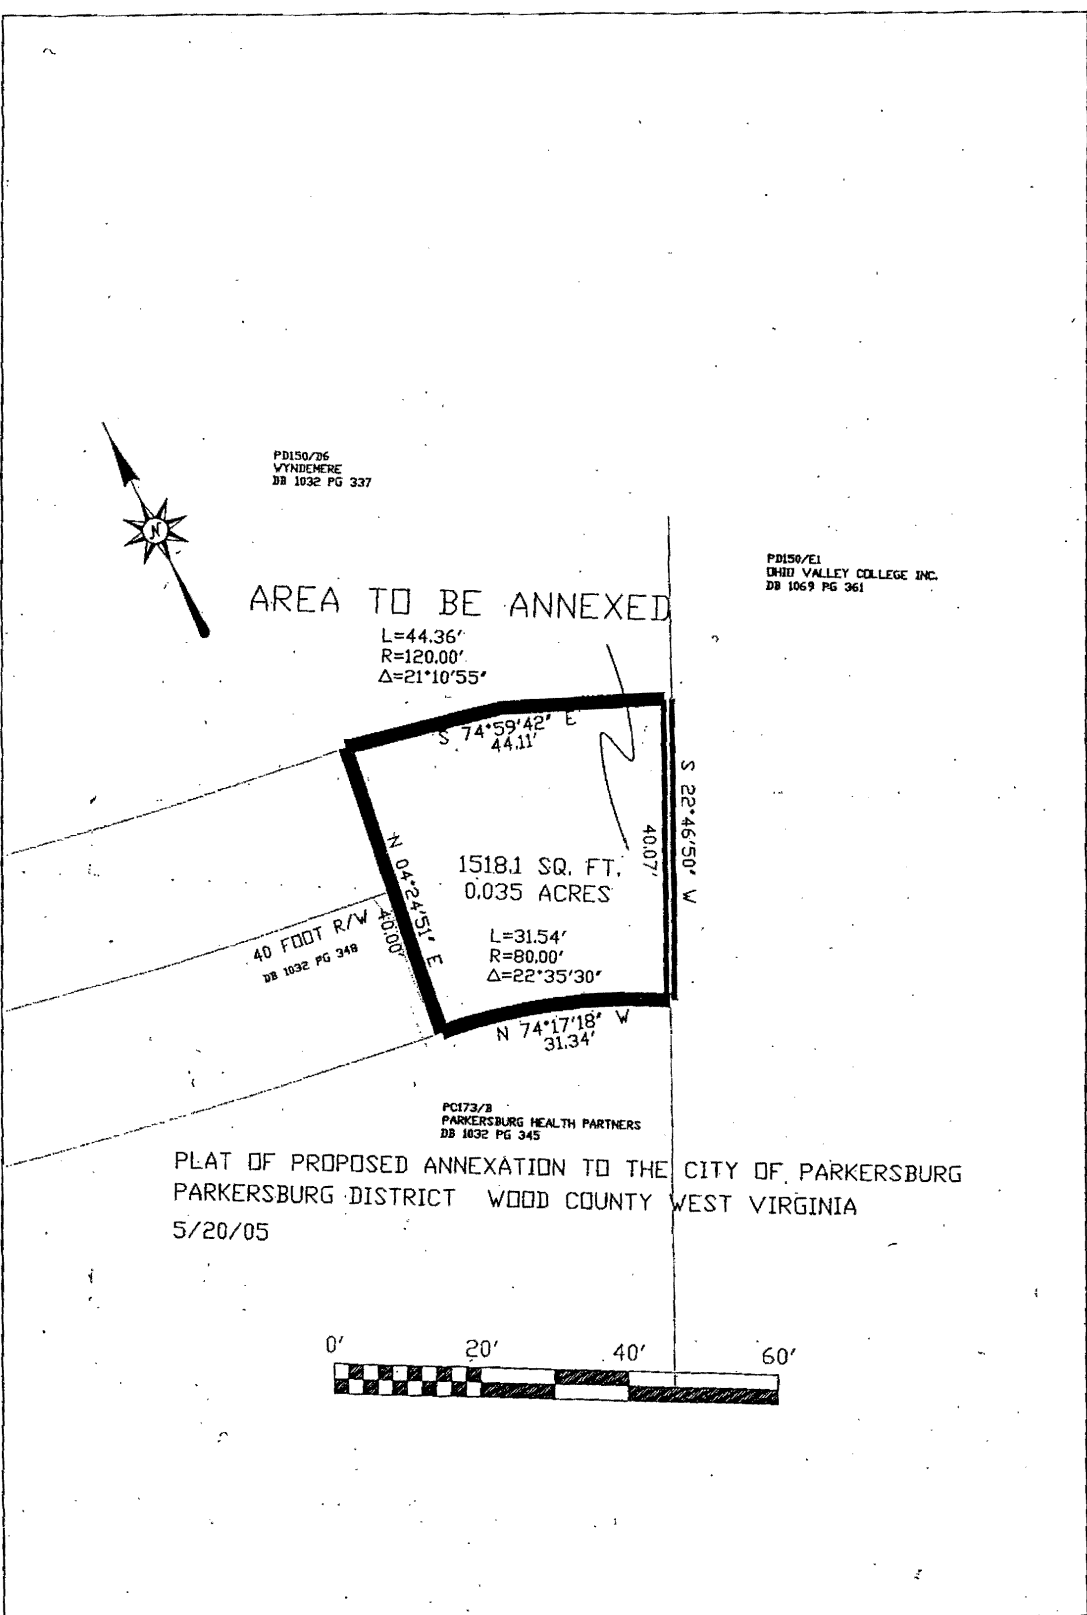 PD150/D6
WYNDEMERE
DB 1032 PG 337
N
PD150/E1
OHIO VALLEY COLLEGE INC.
DB 1069 PG 361
AREA TO BE ANNEXED
L=44.36'
R=120.00'
Δ=21°10'55"
S 74°59'42" E
44.11'
S 22°46'50" W
40.07'
N 04°24'51" E
40.00'
1518.1 SQ. FT.
0.035 ACRES
40 FOOT R/W
DB 1032 PG 348
L=31.54'
R=80.00'
Δ=22°35'30"
N 74°17'18" W
31.34'
PC173/B
PARKERSBURG HEALTH PARTNERS
DB 1032 PG 345
PLAT OF PROPOSED ANNEXATION TO THE CITY OF PARKERSBURG
PARKERSBURG DISTRICT WOOD COUNTY WEST VIRGINIA
5/20/05
0' 20' 40' 60'